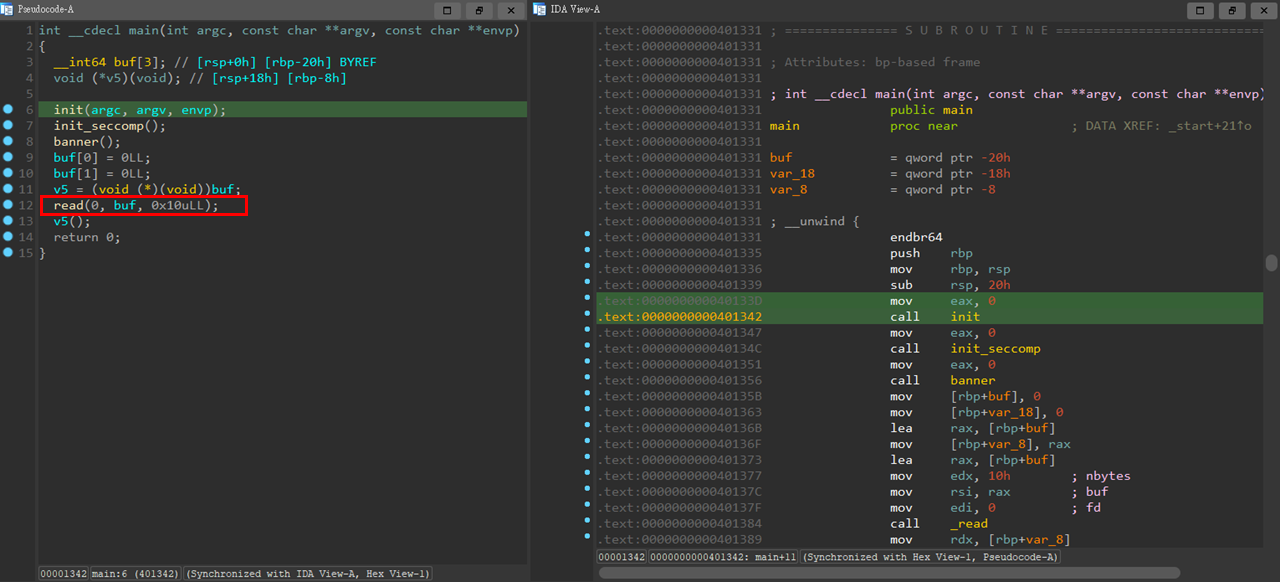 Pseudocode-A
1 int __cdecl main(int argc, const char **argv, const char **envp)
2 {
3 __int64 buf[3]; // [rsp+0h] [rbp-20h] BYREF
4 void (*v5)(void); // [rsp+18h] [rbp-8h]
5
6 init(argc, argv, envp);
7 init_seccomp();
8 banner();
9 buf[0] = 0LL;
10 buf[1] = 0LL;
11 v5 = (void (*)(void))buf;
12 read(0, buf, 0x10uLL);
13 v5();
14 return 0;
15 }
00001342 main:6 (401342) (Synchronized with IDA View-A, Hex View-1)
IDA View-A
.text:0000000000401331 ; =============== S U B R O U T I N E ===========================
.text:0000000000401331
.text:0000000000401331 ; Attributes: bp-based frame
.text:0000000000401331
.text:0000000000401331 ; int __cdecl main(int argc, const char **argv, const char **envp)
.text:0000000000401331 public main
.text:0000000000401331 main proc near ; DATA XREF: _start+21↑o
.text:0000000000401331
.text:0000000000401331 buf = qword ptr -20h
.text:0000000000401331 var_18 = qword ptr -18h
.text:0000000000401331 var_8 = qword ptr -8
.text:0000000000401331
.text:0000000000401331 ; __unwind {
.text:0000000000401331 endbr64
.text:0000000000401335 push rbp
.text:0000000000401336 mov rbp, rsp
.text:0000000000401339 sub rsp, 20h
.text:000000000040133D mov eax, 0
.text:0000000000401342 call init
.text:0000000000401347 mov eax, 0
.text:000000000040134C call init_seccomp
.text:0000000000401351 mov eax, 0
.text:0000000000401356 call banner
.text:000000000040135B mov [rbp+buf], 0
.text:0000000000401363 mov [rbp+var_18], 0
.text:000000000040136B lea rax, [rbp+buf]
.text:000000000040136F mov [rbp+var_8], rax
.text:0000000000401373 lea rax, [rbp+buf]
.text:0000000000401377 mov edx, 10h ; nbytes
.text:000000000040137C mov rsi, rax ; buf
.text:000000000040137F mov edi, 0 ; fd
.text:0000000000401384 call _read
.text:0000000000401389 mov rdx, [rbp+var_8]
00001342 0000000000401342: main+11 (Synchronized with Hex View-1, Pseudocode-A)